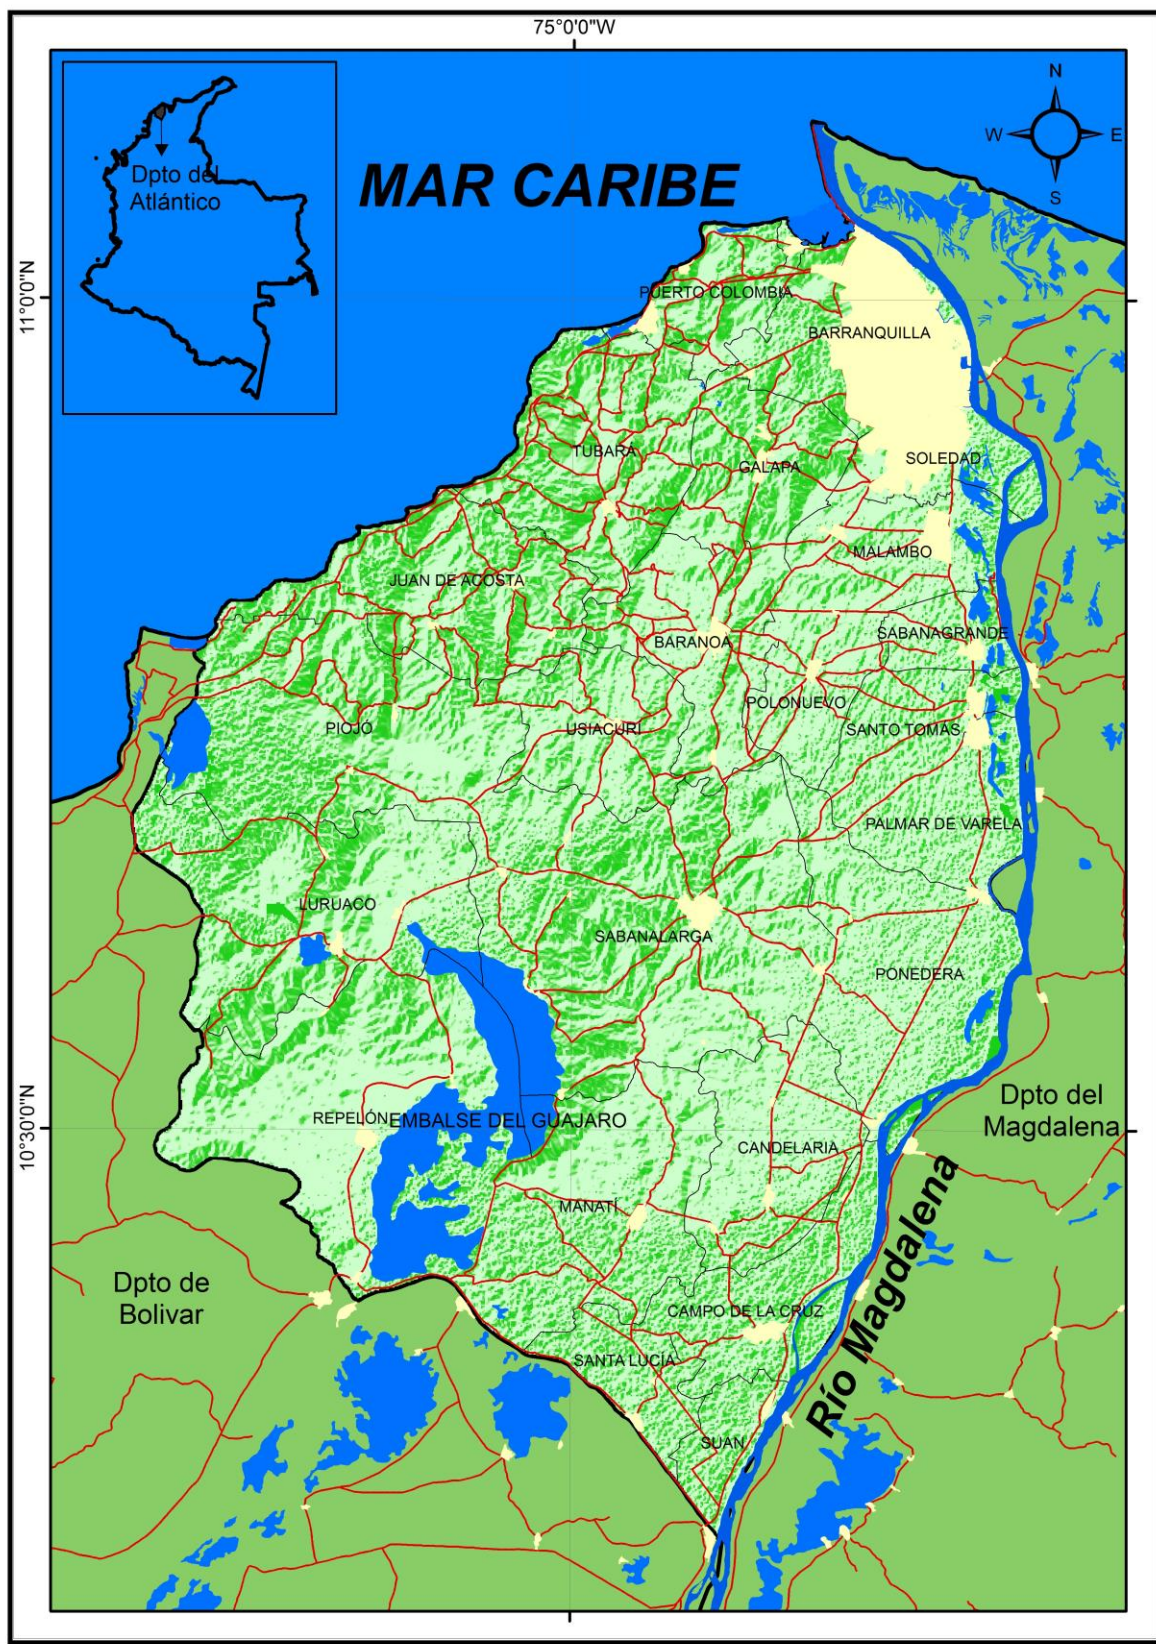 75°0'0"W
N
W
E
S
Dpto del
Atlántico
MAR CARIBE
11°0'0"N
PUERTO COLOMBIA
BARRANQUILLA
TUBARÁ
SOLEDAD
GALAPA
MALAMBO
JUAN DE ACOSTA
SABANAGRANDE
BARANOA
POLONUEVO
PIOJÓ
USIACURÍ
SANTO TOMÁS
PALMAR DE VARELA
LURUACO
SABANALARGA
PONEDERA
10°30'0"N
Dpto del
Magdalena
REPELÓN
EMBALSE DEL GUAJARO
CANDELARIA
MANATÍ
Río Magdalena
Dpto de
Bolivar
CAMPO DE LA CRUZ
SANTA LUCÍA
SUAN